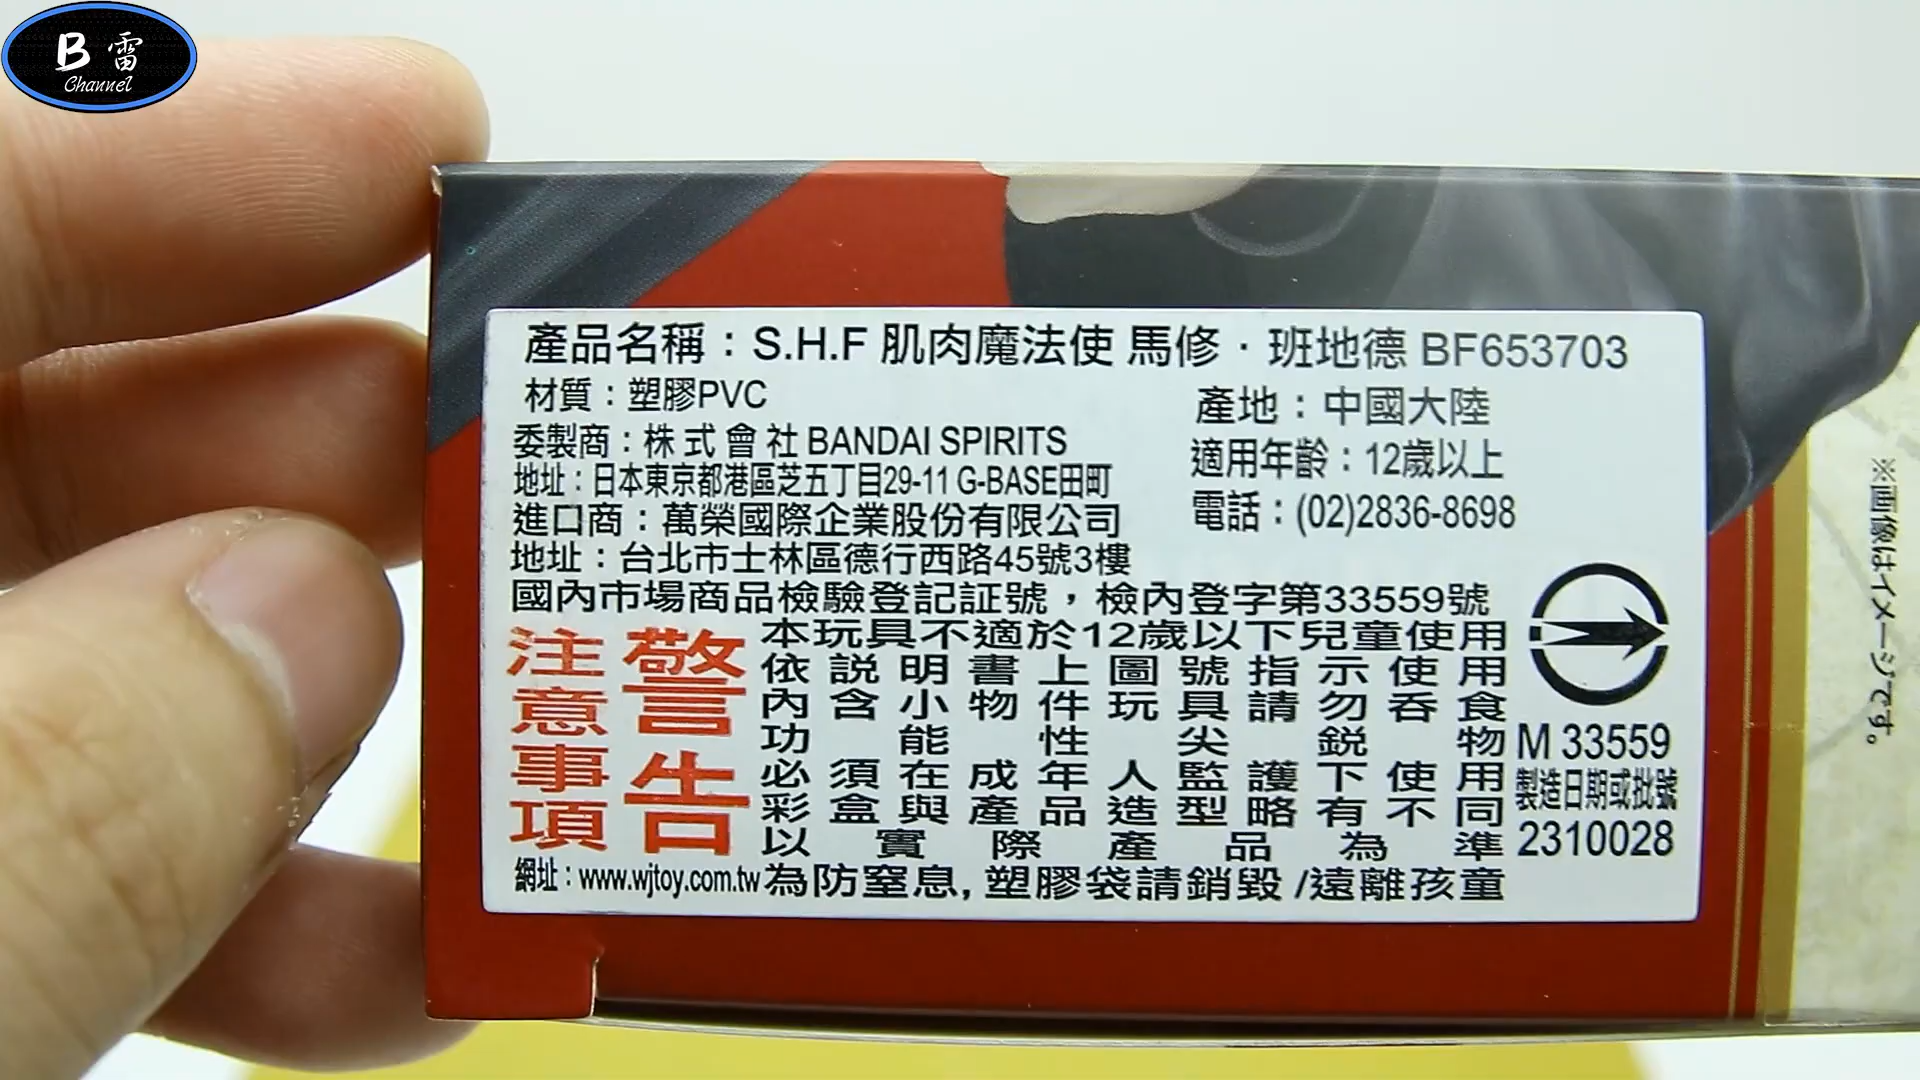 B 雷
Channel
產品名稱：S.H.F 肌肉魔法使 馬修・班地德 BF653703
材質：塑膠PVC
產地：中國大陸
委製商：株式會社 BANDAI SPIRITS
適用年齡：12歲以上
地址：日本東京都港區芝五丁目29-11 G-BASE田町
進口商：萬榮國際企業股份有限公司
電話：(02)2836-8698
地址：台北市士林區德行西路45號3樓
國內市場商品檢驗登記証號，檢內登字第33559號
注意事項
警告
本玩具不適於12歲以下兒童使用
依說明書上圖號指示使用
內含小物件玩具請勿吞食
功能性尖銳物
必須在成年人監護下使用
彩盒與產品造型略有不同
以實際產品為準
M 33559
製造日期或批號
2310028
網址：www.wjtoy.com.tw
為防窒息, 塑膠袋請銷毀 /遠離孩童
※画像はイメージです。